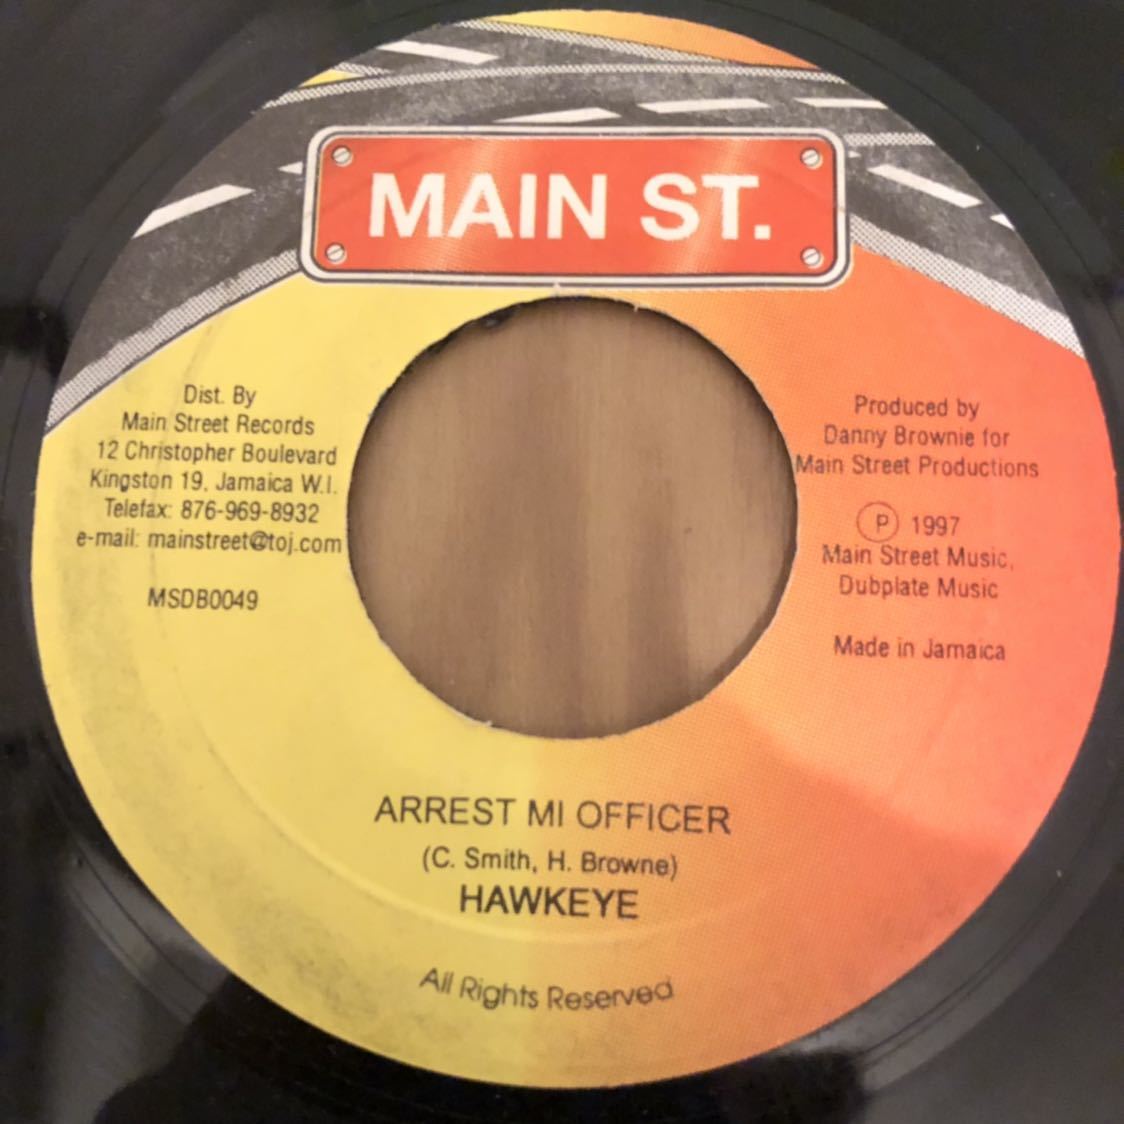 MAIN ST.
Dist. By
Main Street Records
12 Christopher Boulevard
Kingston 19, Jamaica W.I.
Telefax: 876-969-8932
e-mail: mainstreet@toj.com
MSDB0049
Produced by
Danny Brownie for
Main Street Productions
℗ 1997
Main Street Music,
Dubplate Music
Made in Jamaica
ARREST MI OFFICER
(C. Smith, H. Browne)
HAWKEYE
All Rights Reserved